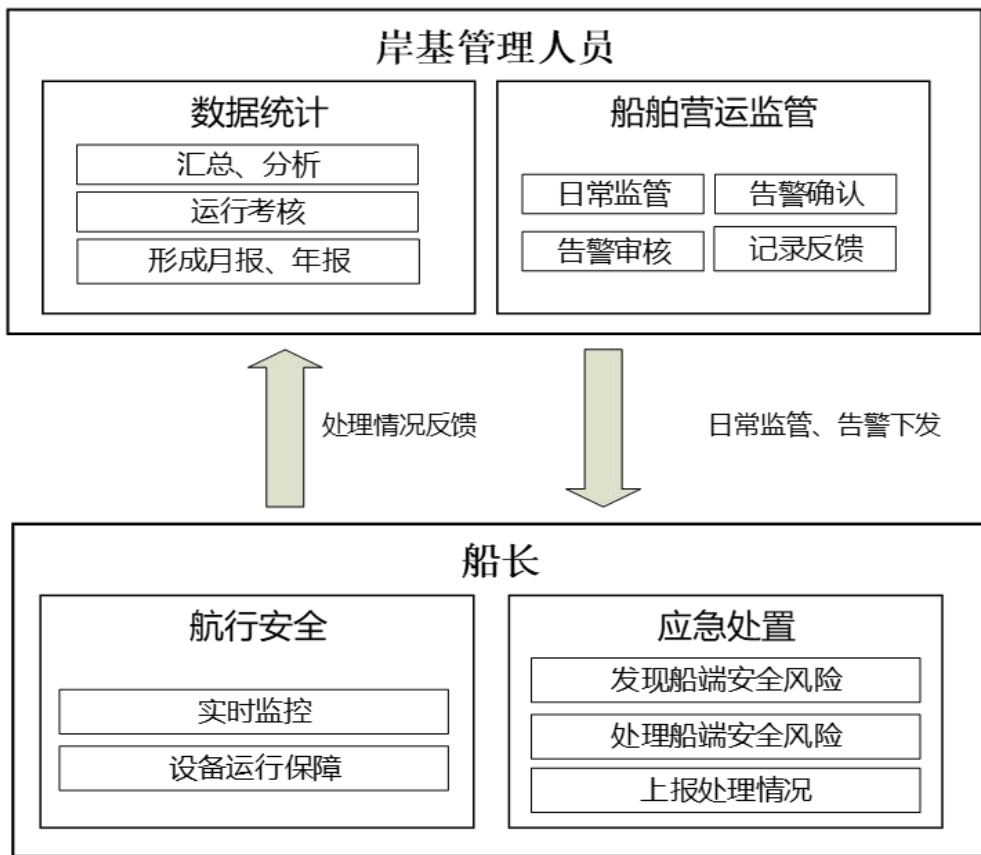 岸基管理人员
数据统计
汇总、分析
运行考核
形成月报、年报
船舶营运监管
日常监管
告警确认
告警审核
记录反馈
处理情况反馈
日常监管、告警下发
船长
航行安全
实时监控
设备运行保障
应急处置
发现船端安全风险
处理船端安全风险
上报处理情况